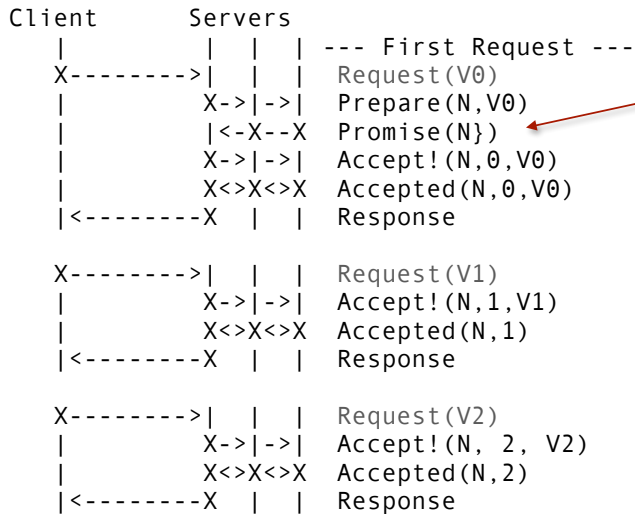 Client Servers
| | | | --- First Request ---
X-------->| | | Request(V0)
| X->|->| Prepare(N,V0)
| |<-X--X Promise(N})
| X->|->| Accept!(N,0,V0)
| X<>X<>X Accepted(N,0,V0)
|<--------X | | Response
X-------->| | | Request(V1)
| X->|->| Accept!(N,1,V1)
| X<>X<>X Accepted(N,1)
|<--------X | | Response
X-------->| | | Request(V2)
| X->|->| Accept!(N, 2, V2)
| X<>X<>X Accepted(N,2)
|<--------X | | Response